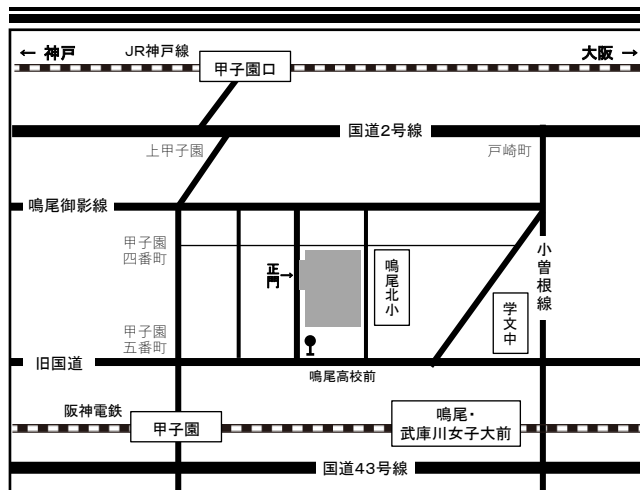 ← 神戸
JR神戸線
大阪 →
甲子園口
国道2号線
上甲子園
戸崎町
鳴尾御影線
甲子園
四番町
正門→
鳴尾北小
小曽根線
学文中
甲子園
五番町
旧国道
鳴尾高校前
阪神電鉄
甲子園
鳴尾・
武庫川女子大前
国道43号線